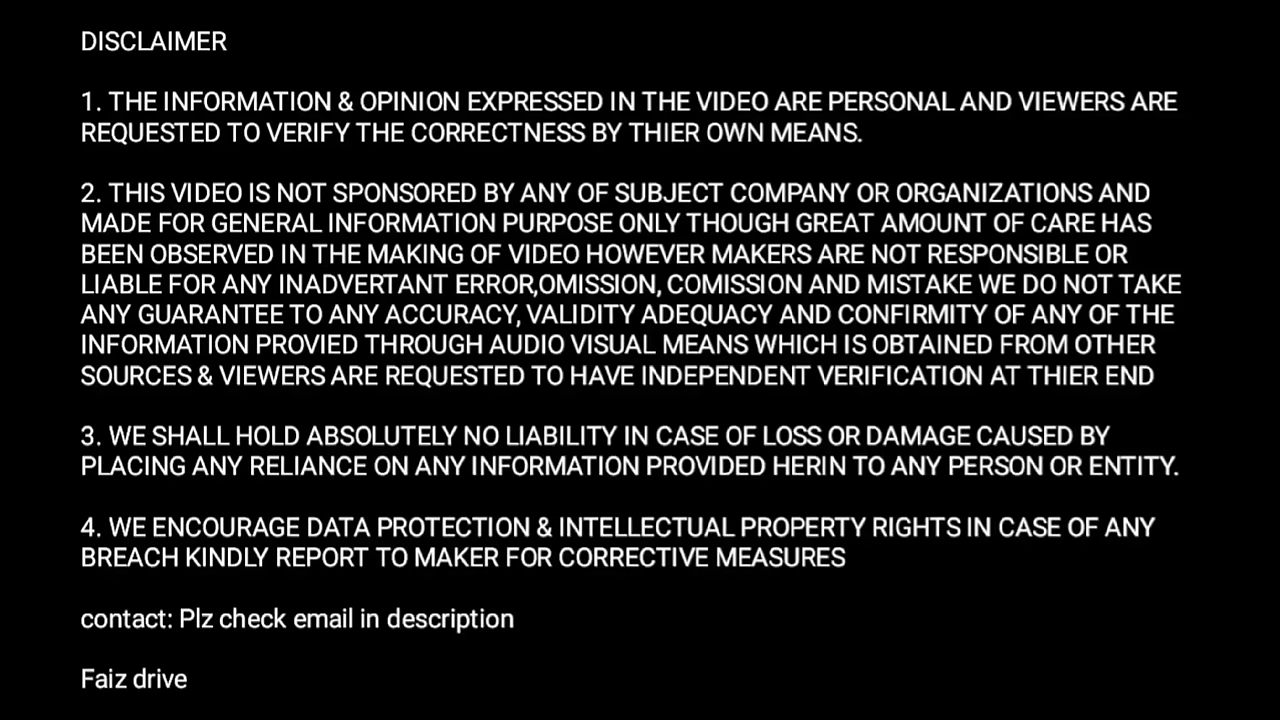 DISCLAIMER
1. THE INFORMATION & OPINION EXPRESSED IN THE VIDEO ARE PERSONAL AND VIEWERS ARE
REQUESTED TO VERIFY THE CORRECTNESS BY THIER OWN MEANS.
2. THIS VIDEO IS NOT SPONSORED BY ANY OF SUBJECT COMPANY OR ORGANIZATIONS AND
MADE FOR GENERAL INFORMATION PURPOSE ONLY THOUGH GREAT AMOUNT OF CARE HAS
BEEN OBSERVED IN THE MAKING OF VIDEO HOWEVER MAKERS ARE NOT RESPONSIBLE OR
LIABLE FOR ANY INADVERTANT ERROR,OMISSION, COMISSION AND MISTAKE WE DO NOT TAKE
ANY GUARANTEE TO ANY ACCURACY, VALIDITY ADEQUACY AND CONFIRMITY OF ANY OF THE
INFORMATION PROVIED THROUGH AUDIO VISUAL MEANS WHICH IS OBTAINED FROM OTHER
SOURCES & VIEWERS ARE REQUESTED TO HAVE INDEPENDENT VERIFICATION AT THIER END
3. WE SHALL HOLD ABSOLUTELY NO LIABILITY IN CASE OF LOSS OR DAMAGE CAUSED BY
PLACING ANY RELIANCE ON ANY INFORMATION PROVIDED HERIN TO ANY PERSON OR ENTITY.
4. WE ENCOURAGE DATA PROTECTION & INTELLECTUAL PROPERTY RIGHTS IN CASE OF ANY
BREACH KINDLY REPORT TO MAKER FOR CORRECTIVE MEASURES
contact: Plz check email in description
Faiz drive